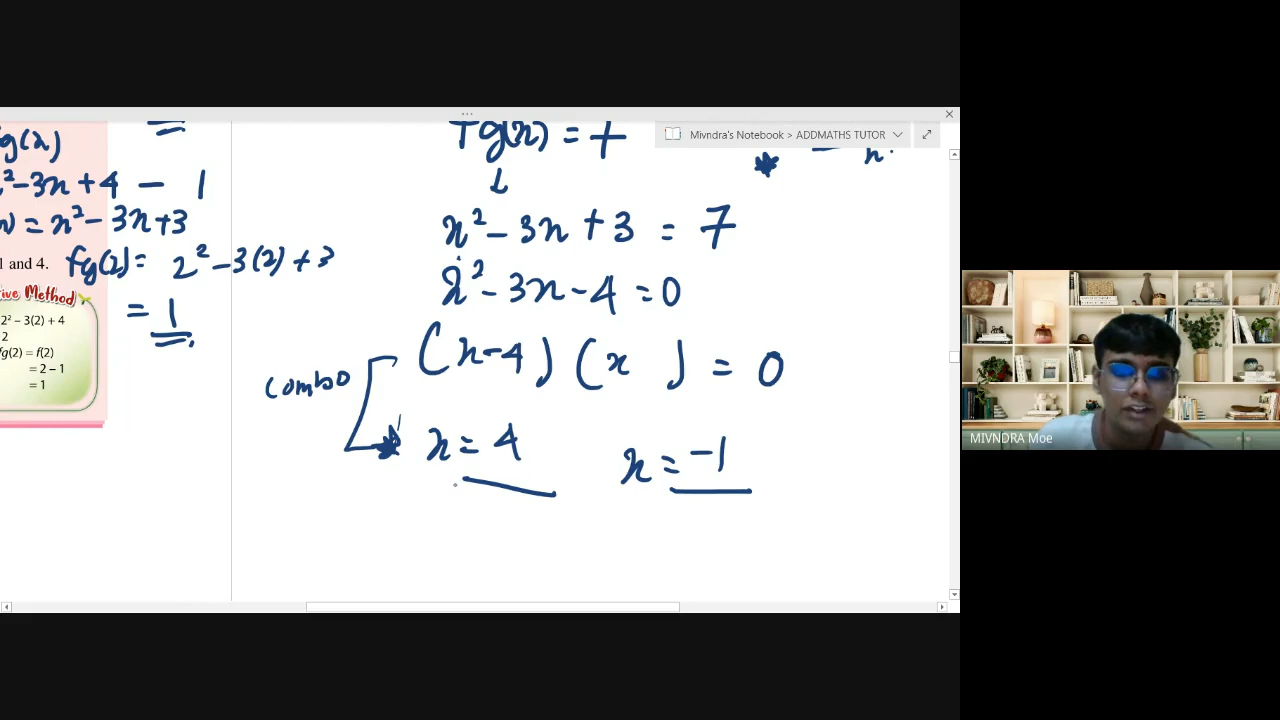 Mivndra's Notebook > ADDMATHS TUTOR
g(x)
²-3x+4 - 1
) = x²- 3x+3
1 and 4.
fg(2) = 2² - 3(2) + 3
= 1
ive Method
2² – 3(2) + 4
2
fg(2) = f(2)
= 2 – 1
= 1
fg(x) = 7
x² - 3x + 3 = 7
x² - 3x - 4 = 0
(x-4) (x ) = 0
combo
x = 4
x = -1
MIVNDRA Moe